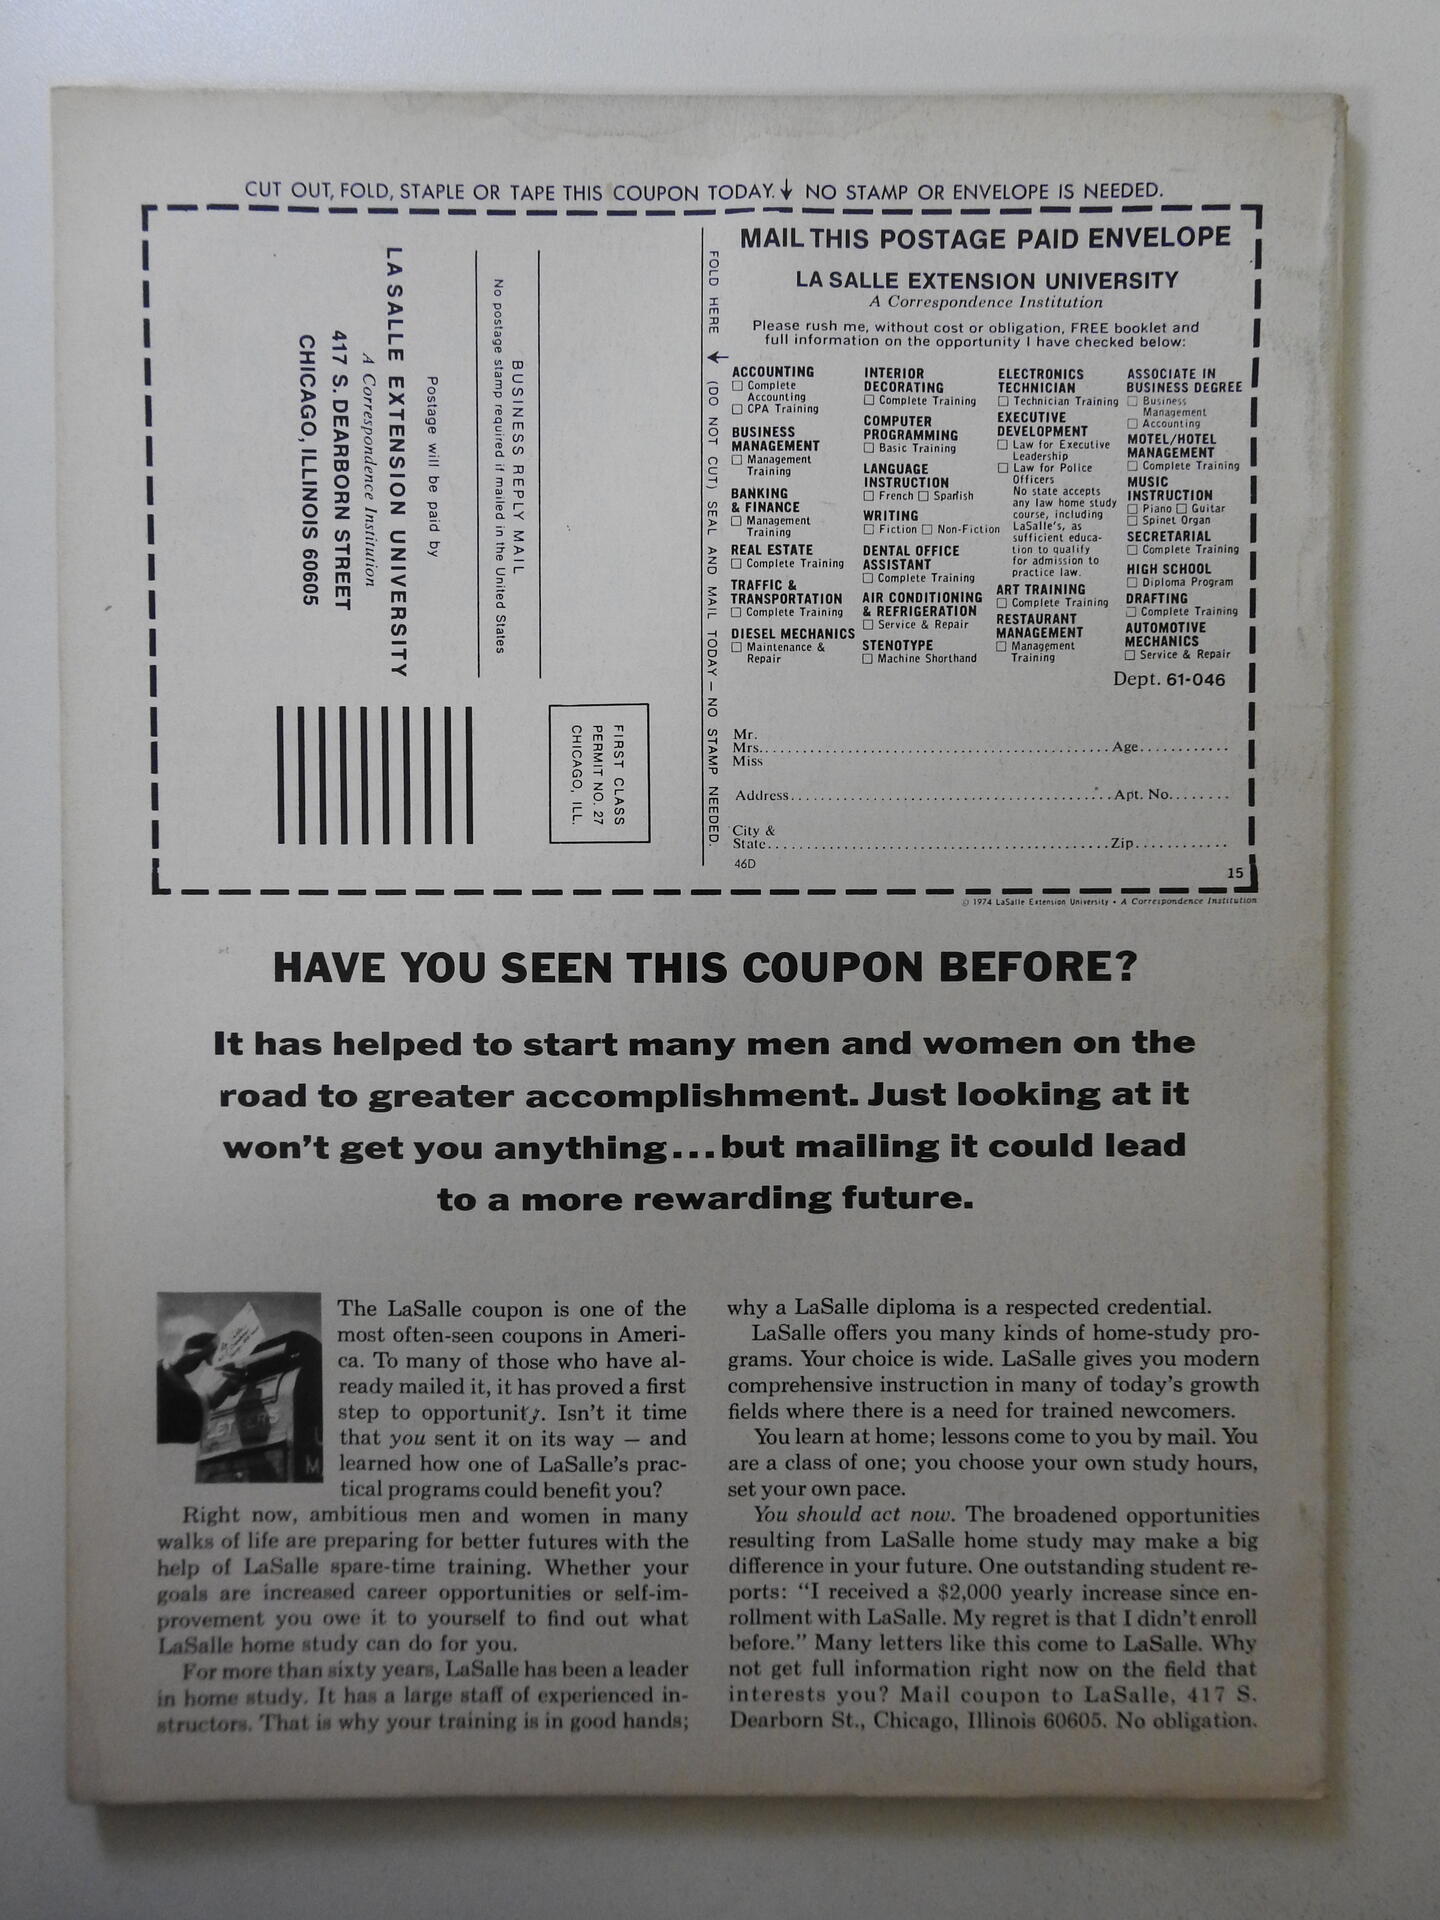 CUT OUT, FOLD, STAPLE OR TAPE THIS COUPON TODAY. ↓ NO STAMP OR ENVELOPE IS NEEDED.
LA SALLE EXTENSION UNIVERSITY
A Correspondence Institution
417 S. DEARBORN STREET
CHICAGO, ILLINOIS 60605
Postage will be paid by
BUSINESS REPLY MAIL
No postage stamp required if mailed in the United States
FIRST CLASS
PERMIT NO. 27
CHICAGO, ILL.
FOLD HERE ↓ (DO NOT CUT) SEAL AND MAIL TODAY — NO STAMP NEEDED.
MAIL THIS POSTAGE PAID ENVELOPE
LA SALLE EXTENSION UNIVERSITY
A Correspondence Institution
Please rush me, without cost or obligation, FREE booklet and
full information on the opportunity I have checked below:
ACCOUNTING
☐ Complete
Accounting
☐ CPA Training
BUSINESS
MANAGEMENT
☐ Management
Training
BANKING
& FINANCE
☐ Management
Training
REAL ESTATE
☐ Complete Training
TRAFFIC &
TRANSPORTATION
☐ Complete Training
DIESEL MECHANICS
☐ Maintenance &
Repair
INTERIOR
DECORATING
☐ Complete Training
COMPUTER
PROGRAMMING
☐ Basic Training
LANGUAGE
INSTRUCTION
☐ French ☐ Spanish
WRITING
☐ Fiction ☐ Non-Fiction
DENTAL OFFICE
ASSISTANT
☐ Complete Training
AIR CONDITIONING
& REFRIGERATION
☐ Service & Repair
STENOTYPE
☐ Machine Shorthand
ELECTRONICS
TECHNICIAN
☐ Technician Training
EXECUTIVE
DEVELOPMENT
☐ Law for Executive
Leadership
☐ Law for Police
Officers
No state accepts
any law home study
course, including
LaSalle's, as
sufficient educa-
tion to qualify
for admission to
practice law.
ART TRAINING
☐ Complete Training
RESTAURANT
MANAGEMENT
☐ Management
Training
ASSOCIATE IN
BUSINESS DEGREE
☐ Business
Management
☐ Accounting
MOTEL/HOTEL
MANAGEMENT
☐ Complete Training
MUSIC
INSTRUCTION
☐ Piano ☐ Guitar
☐ Spinet Organ
SECRETARIAL
☐ Complete Training
HIGH SCHOOL
☐ Diploma Program
DRAFTING
☐ Complete Training
AUTOMOTIVE
MECHANICS
☐ Service & Repair
Dept. 61-046
Mr.
Mrs. Age
Miss
Address Apt. No.
City &
State Zip
46D
15
© 1974 LaSalle Extension University • A Correspondence Institution
HAVE YOU SEEN THIS COUPON BEFORE?
It has helped to start many men and women on the
road to greater accomplishment. Just looking at it
won't get you anything...but mailing it could lead
to a more rewarding future.
The LaSalle coupon is one of the
most often-seen coupons in Ameri-
ca. To many of those who have al-
ready mailed it, it has proved a first
step to opportunity. Isn't it time
that you sent it on its way — and
learned how one of LaSalle's prac-
tical programs could benefit you?
Right now, ambitious men and women in many
walks of life are preparing for better futures with the
help of LaSalle spare-time training. Whether your
goals are increased career opportunities or self-im-
provement you owe it to yourself to find out what
LaSalle home study can do for you.
For more than sixty years, LaSalle has been a leader
in home study. It has a large staff of experienced in-
structors. That is why your training is in good hands;
why a LaSalle diploma is a respected credential.
LaSalle offers you many kinds of home-study pro-
grams. Your choice is wide. LaSalle gives you modern
comprehensive instruction in many of today's growth
fields where there is a need for trained newcomers.
You learn at home; lessons come to you by mail. You
are a class of one; you choose your own study hours,
set your own pace.
You should act now. The broadened opportunities
resulting from LaSalle home study may make a big
difference in your future. One outstanding student re-
ports: "I received a $2,000 yearly increase since en-
rollment with LaSalle. My regret is that I didn't enroll
before." Many letters like this come to LaSalle. Why
not get full information right now on the field that
interests you? Mail coupon to LaSalle, 417 S.
Dearborn St., Chicago, Illinois 60605. No obligation.